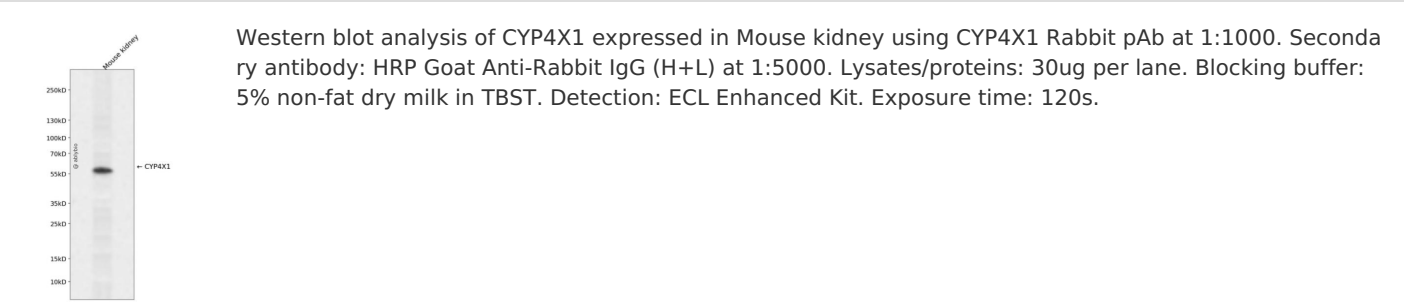 Mouse kidney
Western blot analysis of CYP4X1 expressed in Mouse kidney using CYP4X1 Rabbit pAb at 1:1000. Seconda
ry antibody: HRP Goat Anti-Rabbit IgG (H+L) at 1:5000. Lysates/proteins: 30ug per lane. Blocking buffer:
5% non-fat dry milk in TBST. Detection: ECL Enhanced Kit. Exposure time: 120s.
250kD
130kD
100kD
70kD
55kD
35kD
25kD
15kD
10kD
← CYP4X1